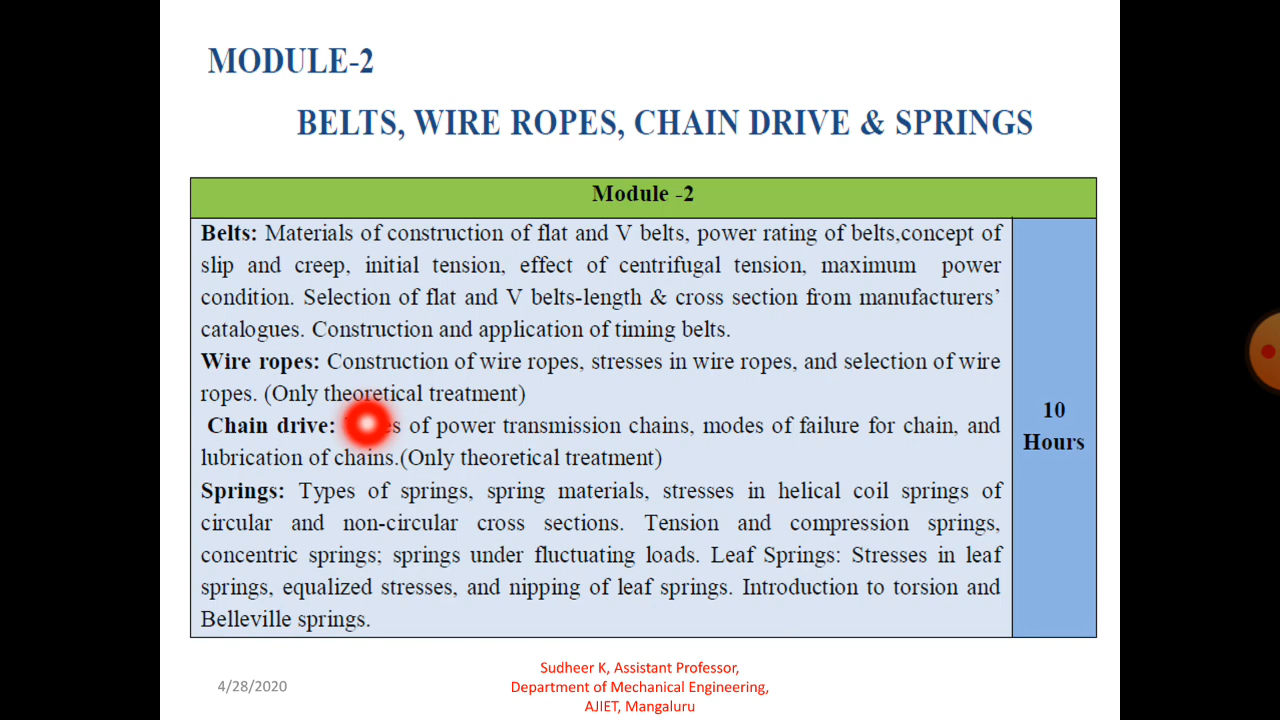 MODULE-2
BELTS, WIRE ROPES, CHAIN DRIVE & SPRINGS
Module -2
Belts: Materials of construction of flat and V belts, power rating of belts,concept of
slip and creep, initial tension, effect of centrifugal tension, maximum power
condition. Selection of flat and V belts-length & cross section from manufacturers’
catalogues. Construction and application of timing belts.
Wire ropes: Construction of wire ropes, stresses in wire ropes, and selection of wire
ropes. (Only theoretical treatment)
Chain drive: of power transmission chains, modes of failure for chain, and
lubrication of chains.(Only theoretical treatment)
Springs: Types of springs, spring materials, stresses in helical coil springs of
circular and non-circular cross sections. Tension and compression springs,
concentric springs; springs under fluctuating loads. Leaf Springs: Stresses in leaf
springs, equalized stresses, and nipping of leaf springs. Introduction to torsion and
Belleville springs.
10
Hours
4/28/2020
Sudheer K, Assistant Professor,
Department of Mechanical Engineering,
AJIET, Mangaluru